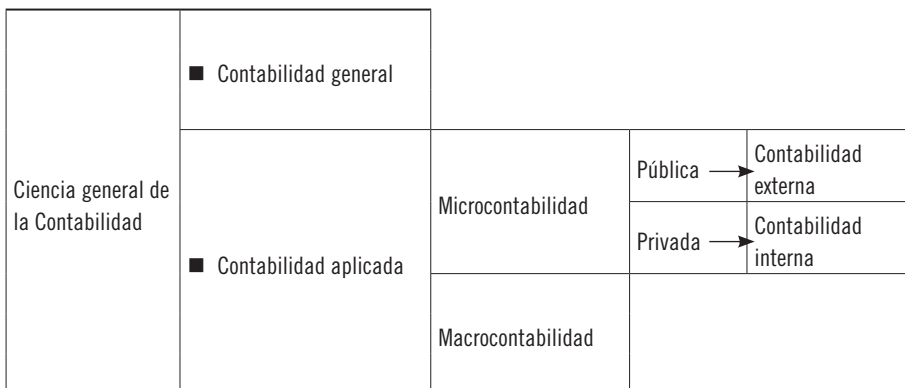 ■ Contabilidad general
Ciencia general de
la Contabilidad
■ Contabilidad aplicada
Microcontabilidad
Pública
Contabilidad
externa
Privada
Contabilidad
interna
Macrocontabilidad